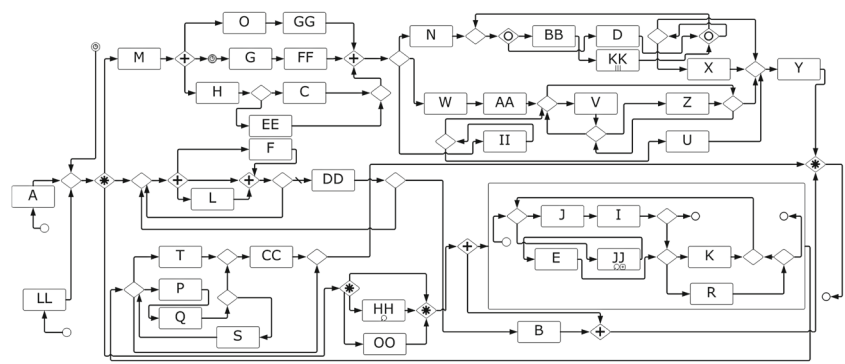 O GG
N BB D
M G FF
KK
X Y
H C
W AA V Z
EE
II U
F
A L DD
J I
T CC
E JJ K
P
LL HH R
Q
S OO B